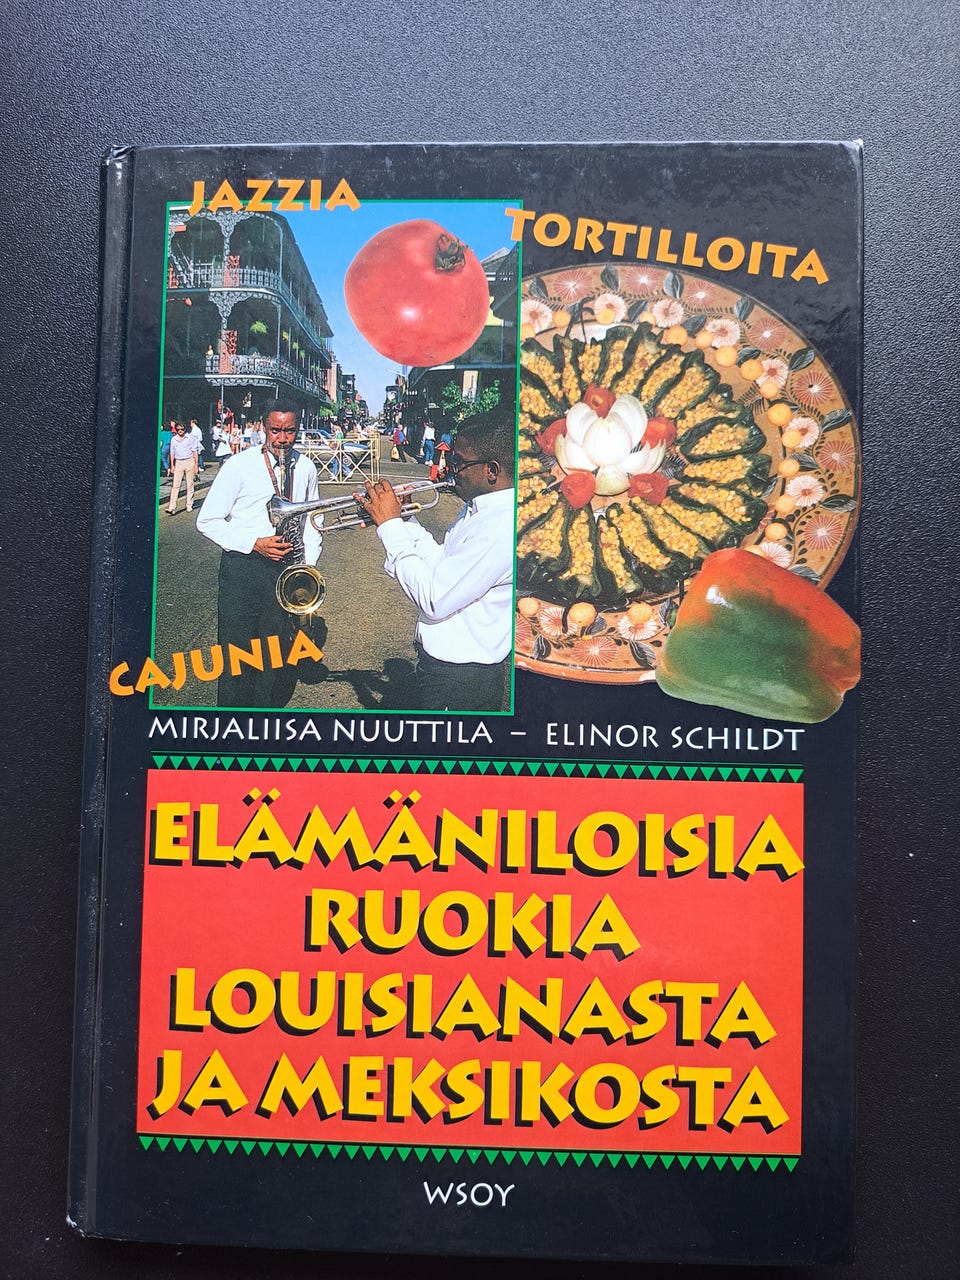 JAZZIA
TORTILLOITA
CAJUNIA
MIRJALIISA NUUTTILA – ELINOR SCHILDT
ELÄMÄNILOISIA
RUOKIA
LOUISIANASTA
JA MEKSIKOSTA
WSOY